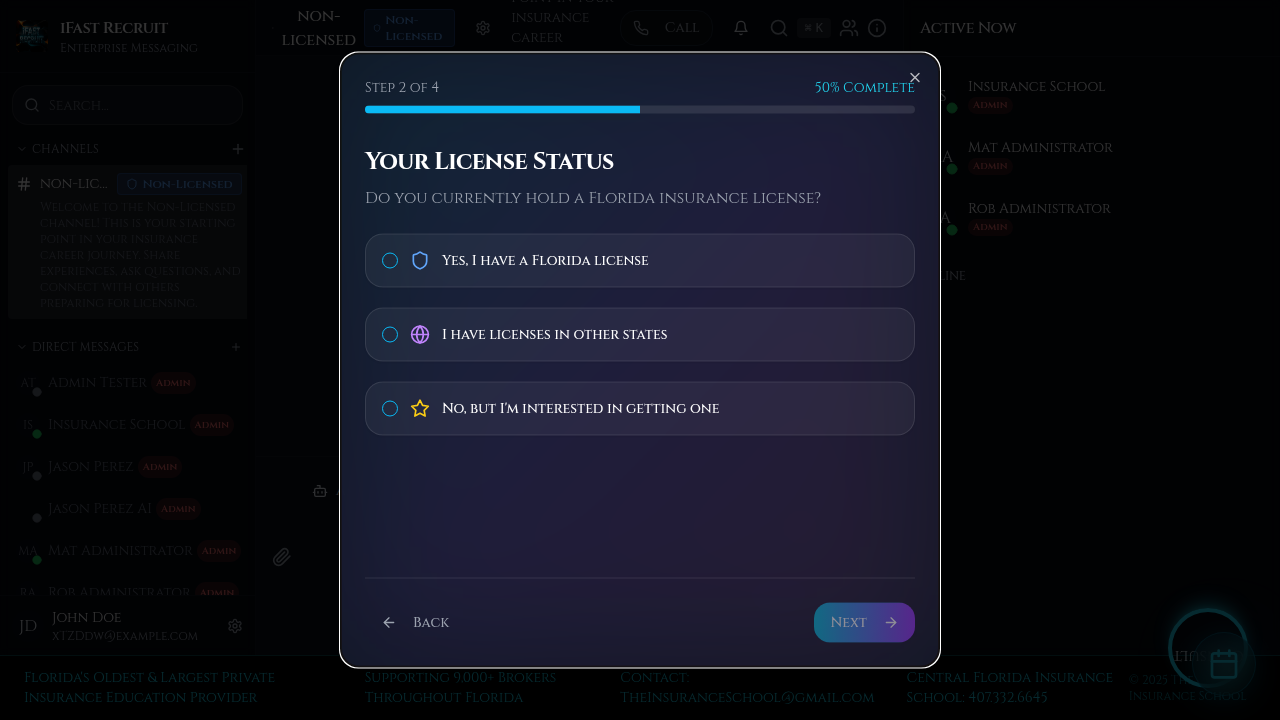 iFast Recruit
Enterprise Messaging
Search...
Channels
non-lic...
Non-Licensed
Welcome to the Non-Licensed
channel! This is your starting
point in your insurance
career journey. Share
experiences, ask questions, and
connect with others
preparing for licensing.
Direct Messages
AT
Admin Tester
Admin
IS
Insurance School
Admin
JP
Jason Perez
Admin
Jason Perez AI
Admin
MA
Mat Administrator
Admin
RA
Rob Administrator
Admin
JD
John Doe
xtzddw@example.com
non-
licensed
Non-
Licensed
point in your
insurance
career
Call
⌘ K
Active Now
Insurance School
Admin
Mat Administrator
Admin
Rob Administrator
Admin
Step 2 of 4
50% Complete
Your License Status
Do you currently hold a Florida insurance license?
Yes, I have a Florida license
I have licenses in other states
No, but I'm interested in getting one
Back
Next
Florida's Oldest & Largest Private
Insurance Education Provider
Supporting 9,000+ Brokers
Throughout Florida
Contact:
TheInsuranceSchool@gmail.com
Central Florida Insurance
School: 407.332.6645
© 2025 The
Insurance School